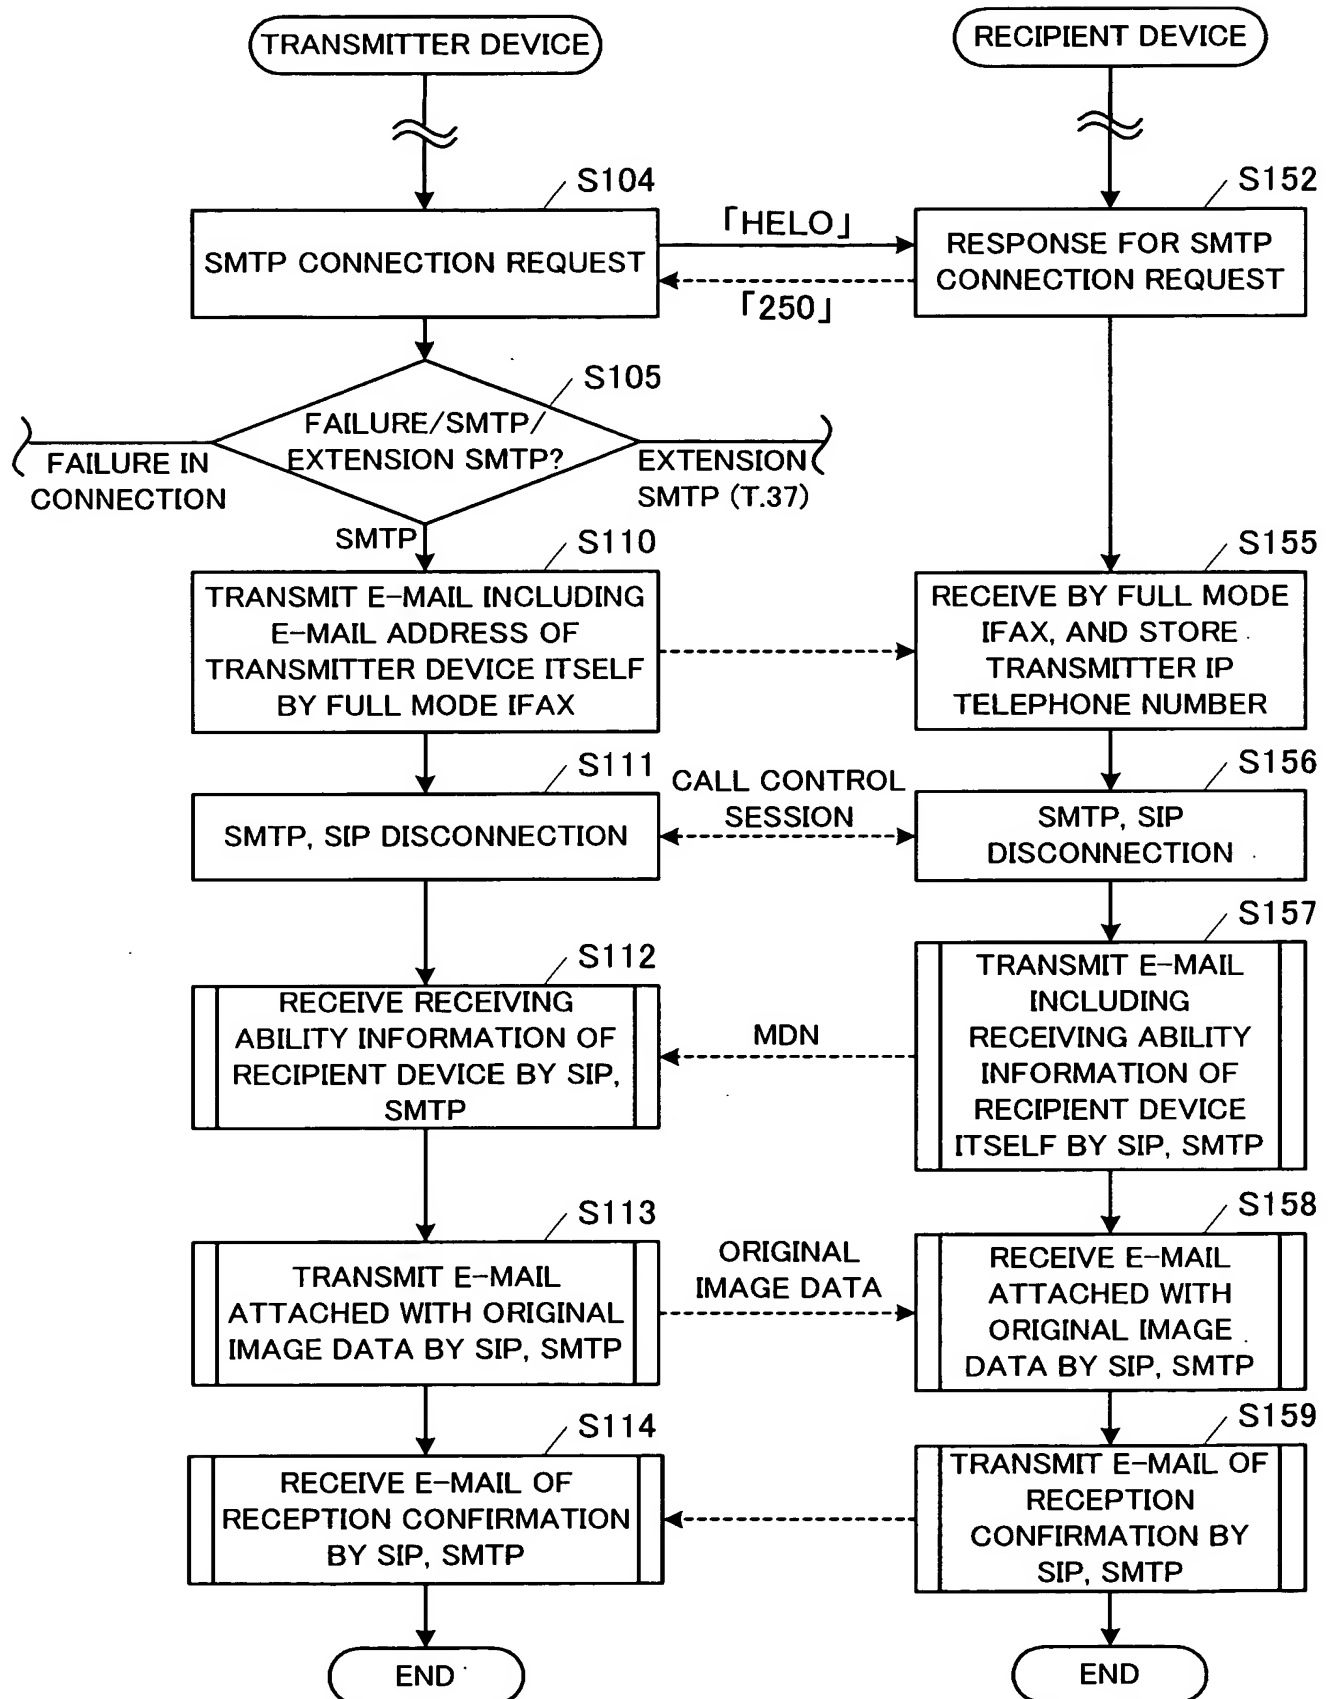 TRANSMITTER DEVICE
RECIPIENT DEVICE
S104
S152
SMTP CONNECTION REQUEST
「HELO」
「250」
RESPONSE FOR SMTP
CONNECTION REQUEST
S105
FAILURE/SMTP/
EXTENSION SMTP?
FAILURE IN
CONNECTION
EXTENSION
SMTP (T.37)
SMTP
S110
S155
TRANSMIT E-MAIL INCLUDING
E-MAIL ADDRESS OF
TRANSMITTER DEVICE ITSELF
BY FULL MODE IFAX
RECEIVE BY FULL MODE
IFAX, AND STORE
TRANSMITTER IP
TELEPHONE NUMBER
S111
S156
SMTP, SIP DISCONNECTION
CALL CONTROL
SESSION
SMTP, SIP
DISCONNECTION
S112
S157
RECEIVE RECEIVING
ABILITY INFORMATION OF
RECIPIENT DEVICE BY SIP,
SMTP
MDN
TRANSMIT E-MAIL
INCLUDING
RECEIVING ABILITY
INFORMATION OF
RECIPIENT DEVICE
ITSELF BY SIP, SMTP
S113
S158
TRANSMIT E-MAIL
ATTACHED WITH ORIGINAL
IMAGE DATA BY SIP, SMTP
ORIGINAL
IMAGE DATA
RECEIVE E-MAIL
ATTACHED WITH
ORIGINAL IMAGE
DATA BY SIP, SMTP
S114
S159
RECEIVE E-MAIL OF
RECEPTION CONFIRMATION
BY SIP, SMTP
TRANSMIT E-MAIL OF
RECEPTION
CONFIRMATION BY
SIP, SMTP
END
END